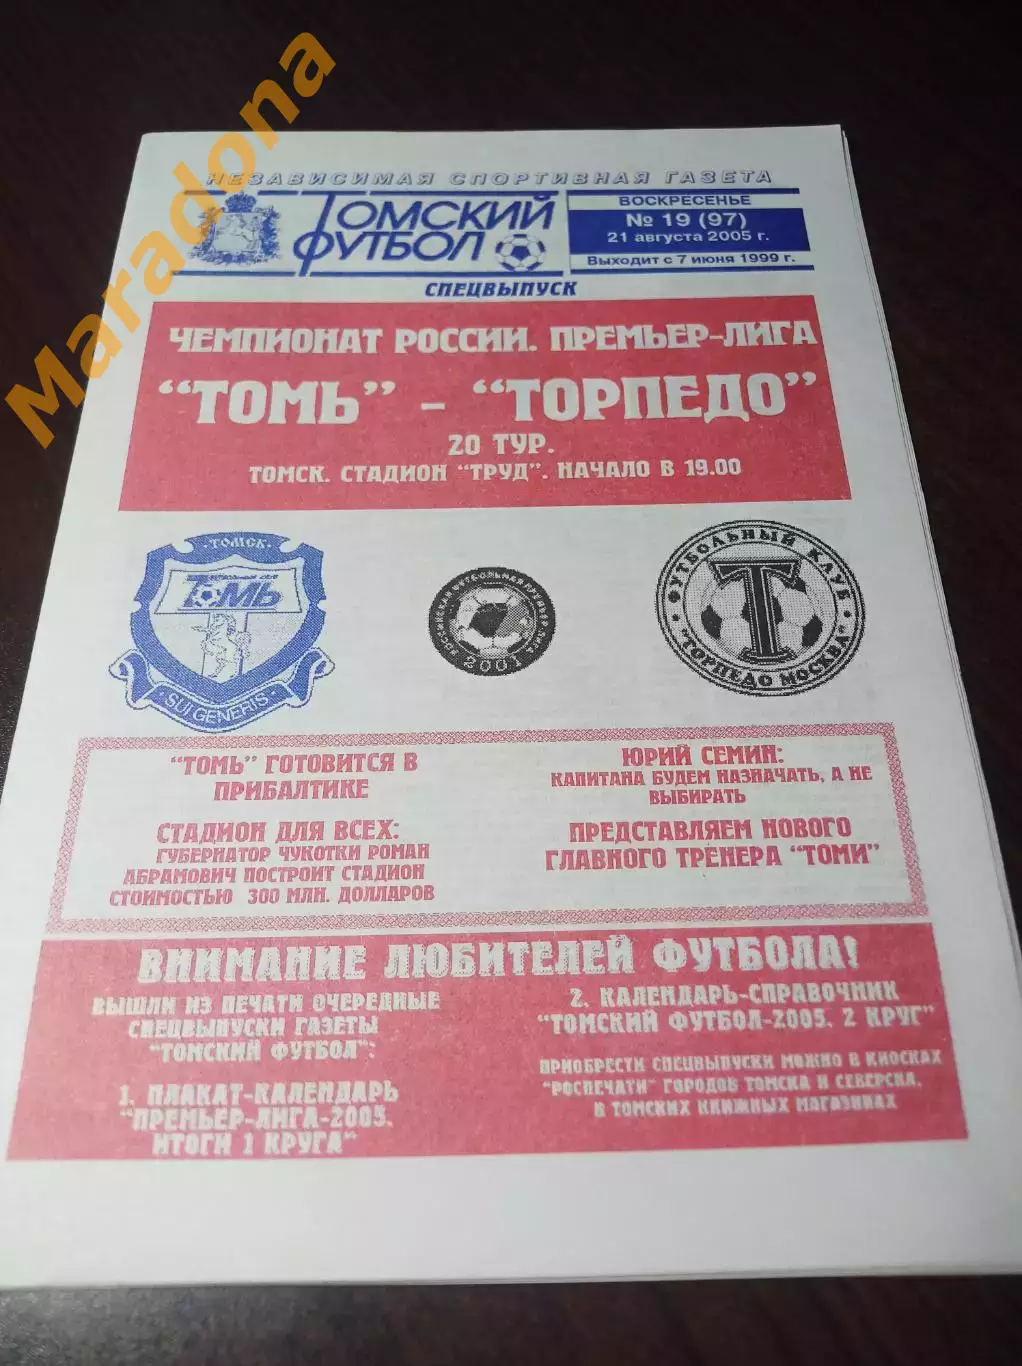 Maradona
НЕЗАВИСИМАЯ СПОРТИВНАЯ ГАЗЕТА
ТОМСКИЙ
ФУТБОЛ
ВОСКРЕСЕНЬЕ
№ 19 (97)
21 августа 2005 г.
Выходит с 7 июня 1999 г.
СПЕЦВЫПУСК
ЧЕМПИОНАТ РОССИИ. ПРЕМЬЕР-ЛИГА
"ТОМЬ" - "ТОРПЕДО"
20 ТУР.
ТОМСК. СТАДИОН "ТРУД". НАЧАЛО В 19.00
ТОМСК
ТОМЬ
SUI GENERIS
РОССИЙСКАЯ ФУТБОЛЬНАЯ ПРЕМЬЕР-ЛИГА
2001
ФУТБОЛЬНЫЙ КЛУБ
Т
"ТОРПЕДО МОСКВА"
"ТОМЬ" ГОТОВИТСЯ В
ПРИБАЛТИКЕ
СТАДИОН ДЛЯ ВСЕХ:
ГУБЕРНАТОР ЧУКОТКИ РОМАН
АБРАМОВИЧ ПОСТРОИТ СТАДИОН
СТОИМОСТЬЮ 300 МЛН. ДОЛЛАРОВ
ЮРИЙ СЕМИН:
КАПИТАНА БУДЕМ НАЗНАЧАТЬ, А НЕ
ВЫБИРАТЬ
ПРЕДСТАВЛЯЕМ НОВОГО
ГЛАВНОГО ТРЕНЕРА "ТОМИ"
ВНИМАНИЕ ЛЮБИТЕЛЕЙ ФУТБОЛА!
ВЫШЛИ ИЗ ПЕЧАТИ ОЧЕРЕДНЫЕ
СПЕЦВЫПУСКИ ГАЗЕТЫ
"ТОМСКИЙ ФУТБОЛ":
1. ПЛАКАТ-КАЛЕНДАРЬ
"ПРЕМЬЕР-ЛИГА-2005.
ИТОГИ 1 КРУГА"
2. КАЛЕНДАРЬ-СПРАВОЧНИК
"ТОМСКИЙ ФУТБОЛ-2005. 2 КРУГ"
ПРИОБРЕСТИ СПЕЦВЫПУСКИ МОЖНО В КИОСКАХ
"РОСПЕЧАТИ" ГОРОДОВ ТОМСКА И СЕВЕРСКА,
В ТОМСКИХ КНИЖНЫХ МАГАЗИНАХ